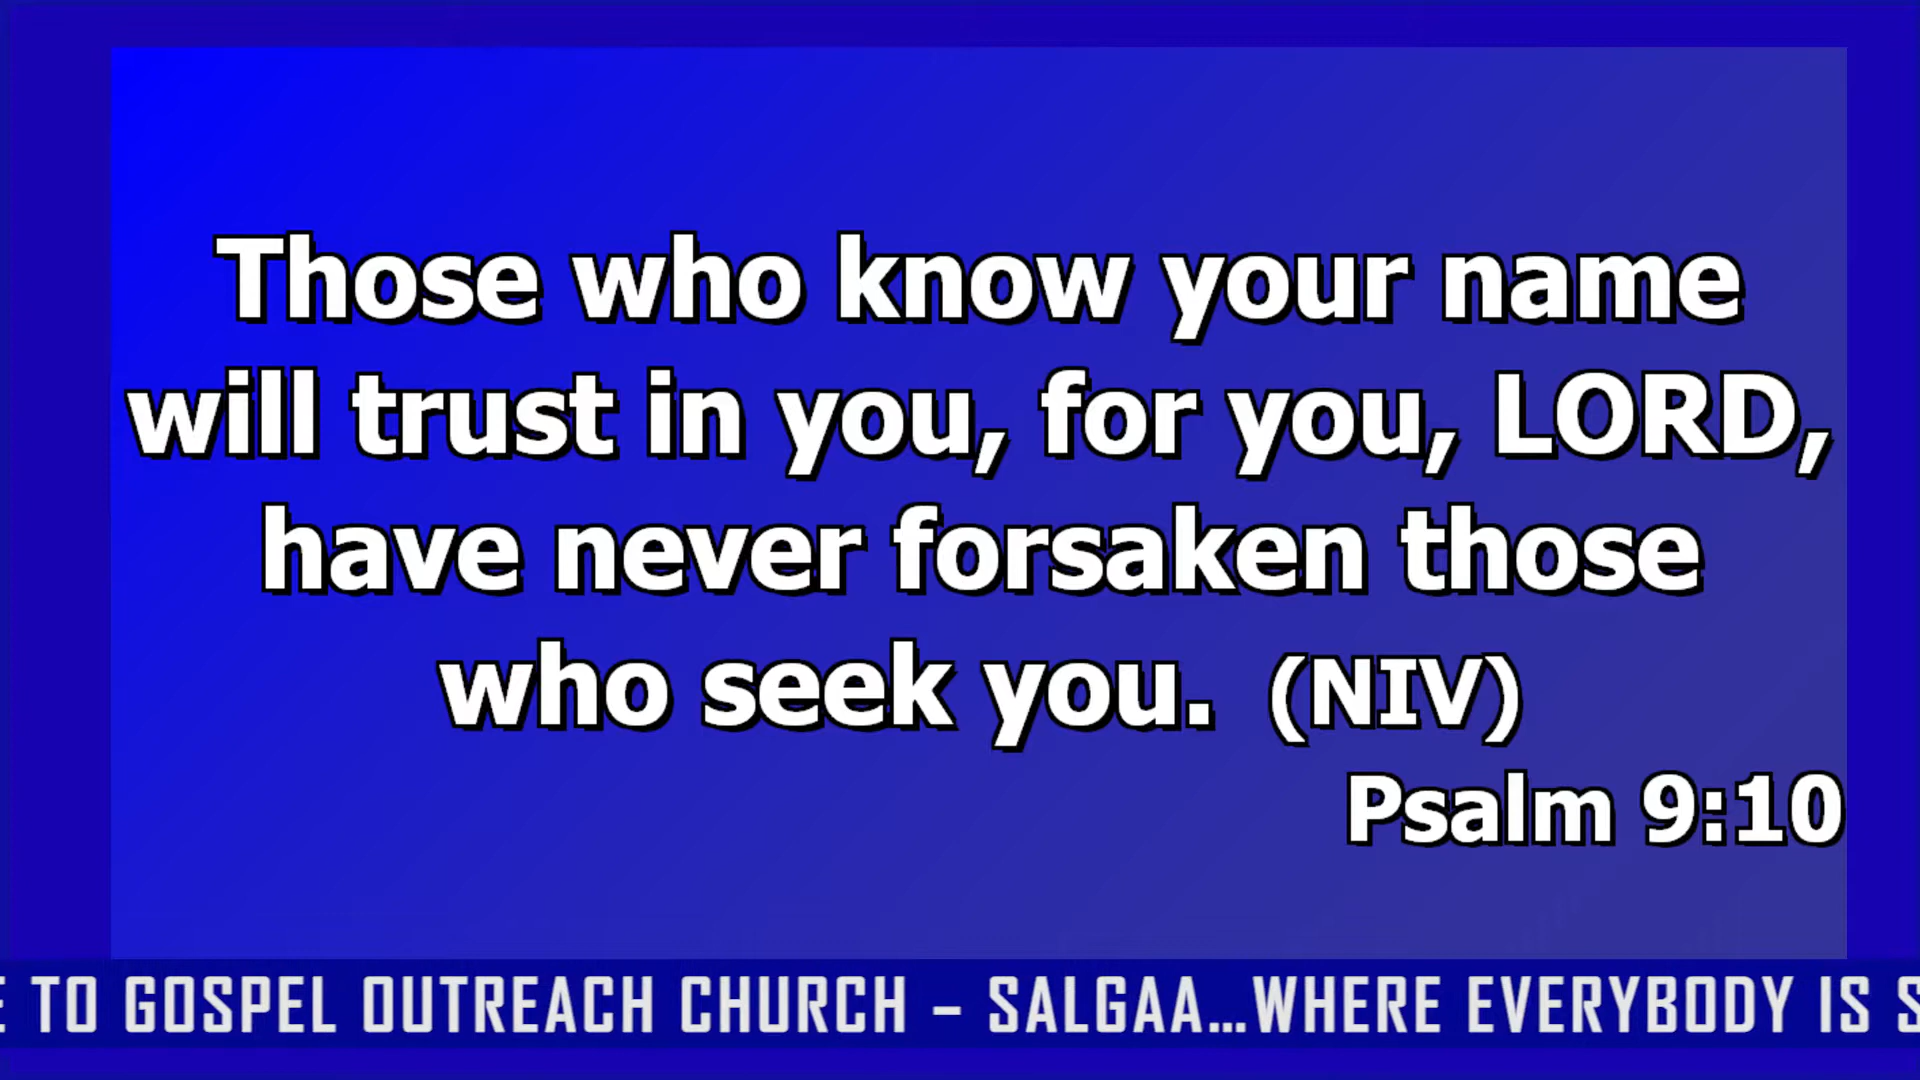 Those who know your name
will trust in you, for you, LORD,
have never forsaken those
who seek you. (NIV)
Psalm 9:10
TO GOSPEL OUTREACH CHURCH – SALGAA...WHERE EVERYBODY IS